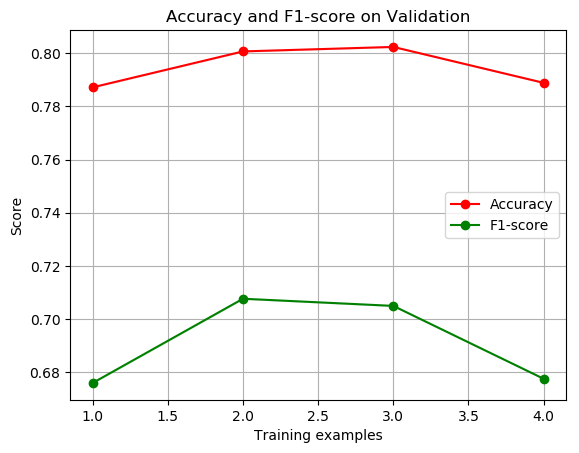 Accuracy and F1-score on Validation
0.80
0.78
0.76
0.74
0.72
0.70
0.68
Score
Accuracy
F1-score
1.0 1.5 2.0 2.5 3.0 3.5 4.0
Training examples